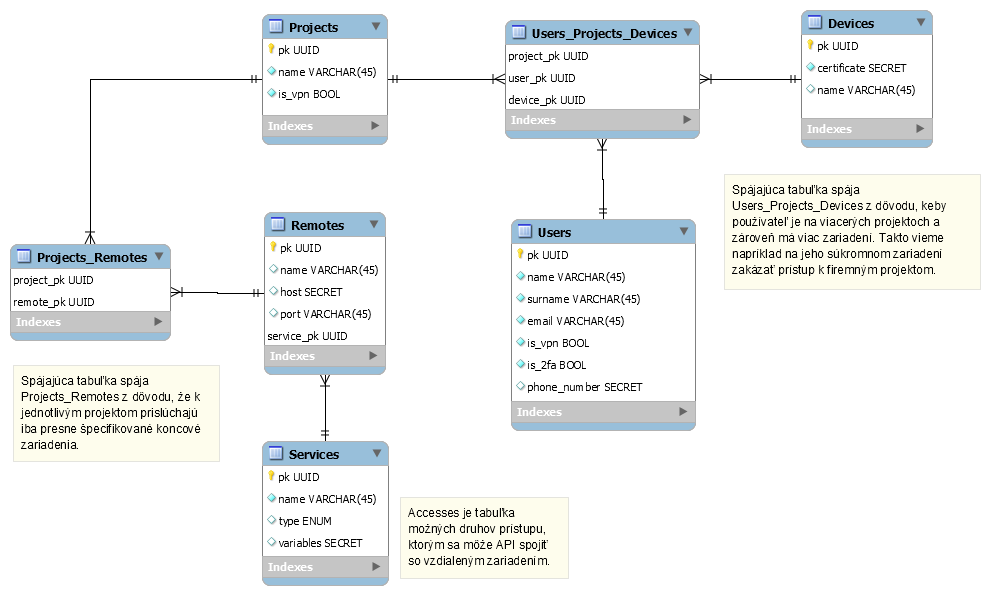 Projects
pk UUID
name VARCHAR(45)
is_vpn BOOL
Indexes
Users_Projects_Devices
project_pk UUID
user_pk UUID
device_pk UUID
Indexes
Devices
pk UUID
certificate SECRET
name VARCHAR(45)
Indexes
Spájajúca tabuľka spája
Users_Projects_Devices z dôvodu, keby
používateľ je na viacerých projektoch a
zároveň má viac zariadení. Takto vieme
napríklad na jeho súkromnom zariadení
zakázať prístup k firemným projektom.
Projects_Remotes
project_pk UUID
remote_pk UUID
Indexes
Remotes
pk UUID
name VARCHAR(45)
host SECRET
port VARCHAR(45)
service_pk UUID
Indexes
Users
pk UUID
name VARCHAR(45)
surname VARCHAR(45)
email VARCHAR(45)
is_vpn BOOL
is_2fa BOOL
phone_number SECRET
Indexes
Spájajúca tabuľka spája
Projects_Remotes z dôvodu, že k
jednotlivým projektom prislúchajú
iba presne špecifikované koncové
zariadenia.
Services
pk UUID
name VARCHAR(45)
type ENUM
variables SECRET
Indexes
Accesses je tabuľka
možných druhov prístupu,
ktorým sa môže API spojiť
so vzdialeným zariadením.